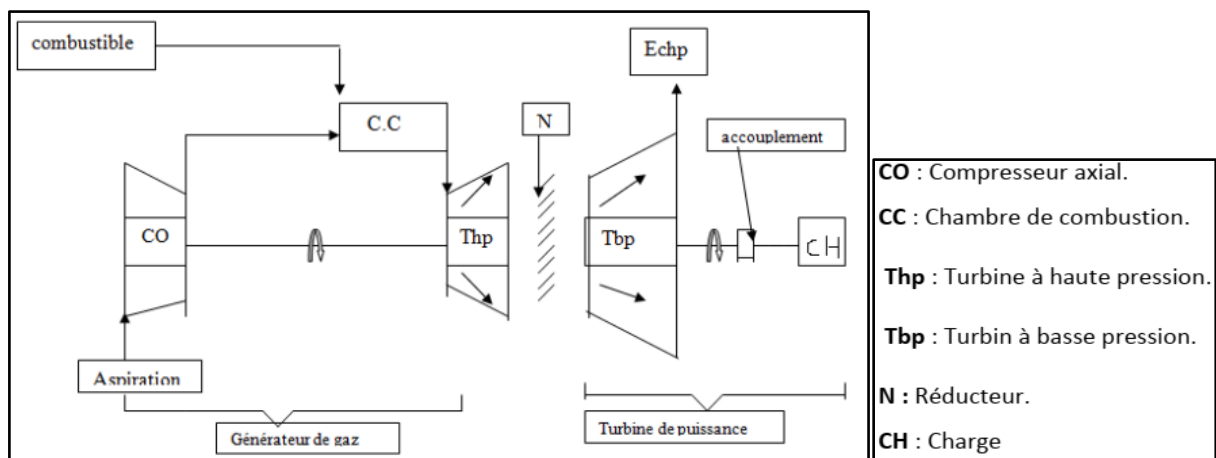 combustible
Echp
C.C
N
accouplement
CO
Thp
Tbp
CH
Aspiration
Générateur de gaz
Turbine de puissance
CO : Compresseur axial.
CC : Chambre de combustion.
Thp : Turbine à haute pression.
Tbp : Turbin à basse pression.
N : Réducteur.
CH : Charge